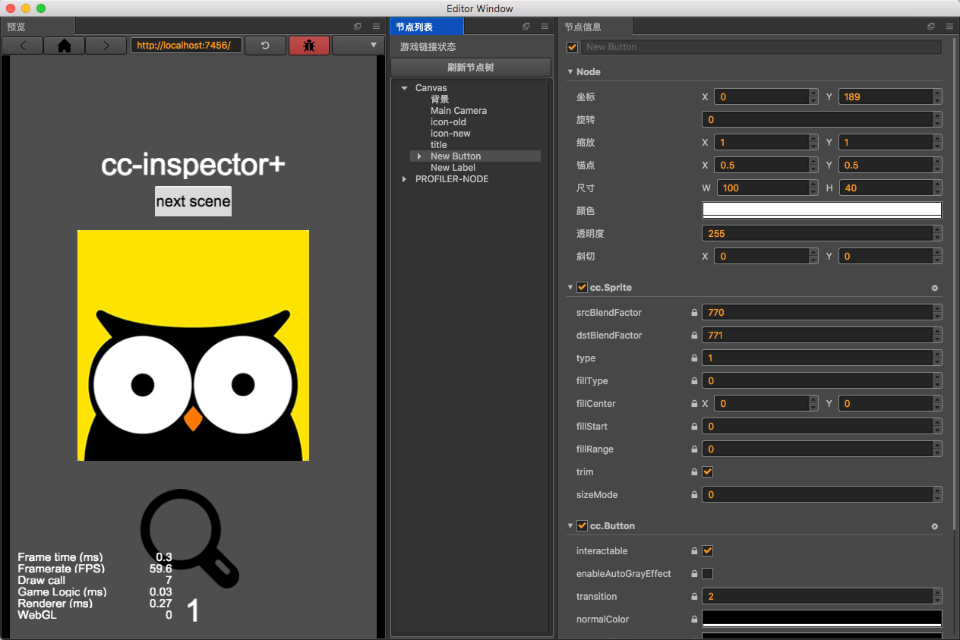 Editor Window
预览
http://localhost:7456/
cc-inspector+
next scene
Frame time (ms) 0.3
Framerate (FPS) 59.6
Draw call 7
Game Logic (ms) 0.03
Renderer (ms) 0.27
WebGL 0
1
节点列表
游戏链接状态
刷新节点树
Canvas
背景
Main Camera
icon-old
icon-new
title
New Button
New Label
PROFILER-NODE
节点信息
New Button
Node
坐标 X 0 Y 189
旋转 0
缩放 X 1 Y 1
锚点 X 0.5 Y 0.5
尺寸 W 100 H 40
颜色
透明度 255
斜切 X 0 Y 0
cc.Sprite
srcBlendFactor 770
dstBlendFactor 771
type 1
fillType 0
fillCenter X 0 Y 0
fillStart 0
fillRange 0
trim
sizeMode 0
cc.Button
interactable
enableAutoGrayEffect
transition 2
normalColor